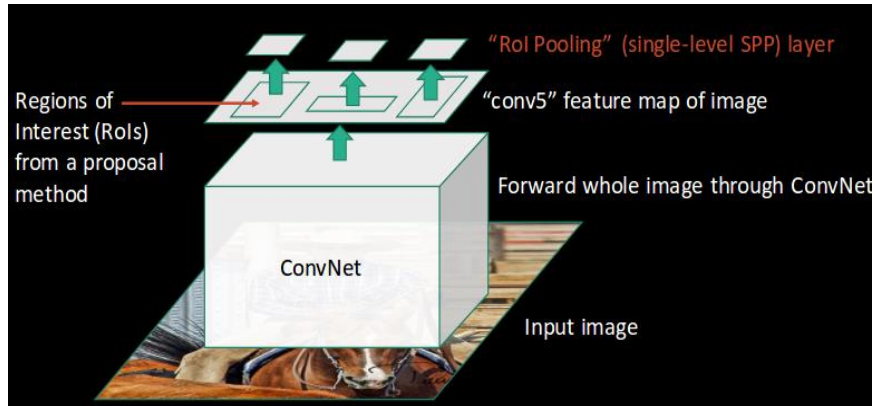 “RoI Pooling” (single-level SPP) layer
Regions of
Interest (RoIs)
from a proposal
method
“conv5” feature map of image
Forward whole image through ConvNet
ConvNet
Input image